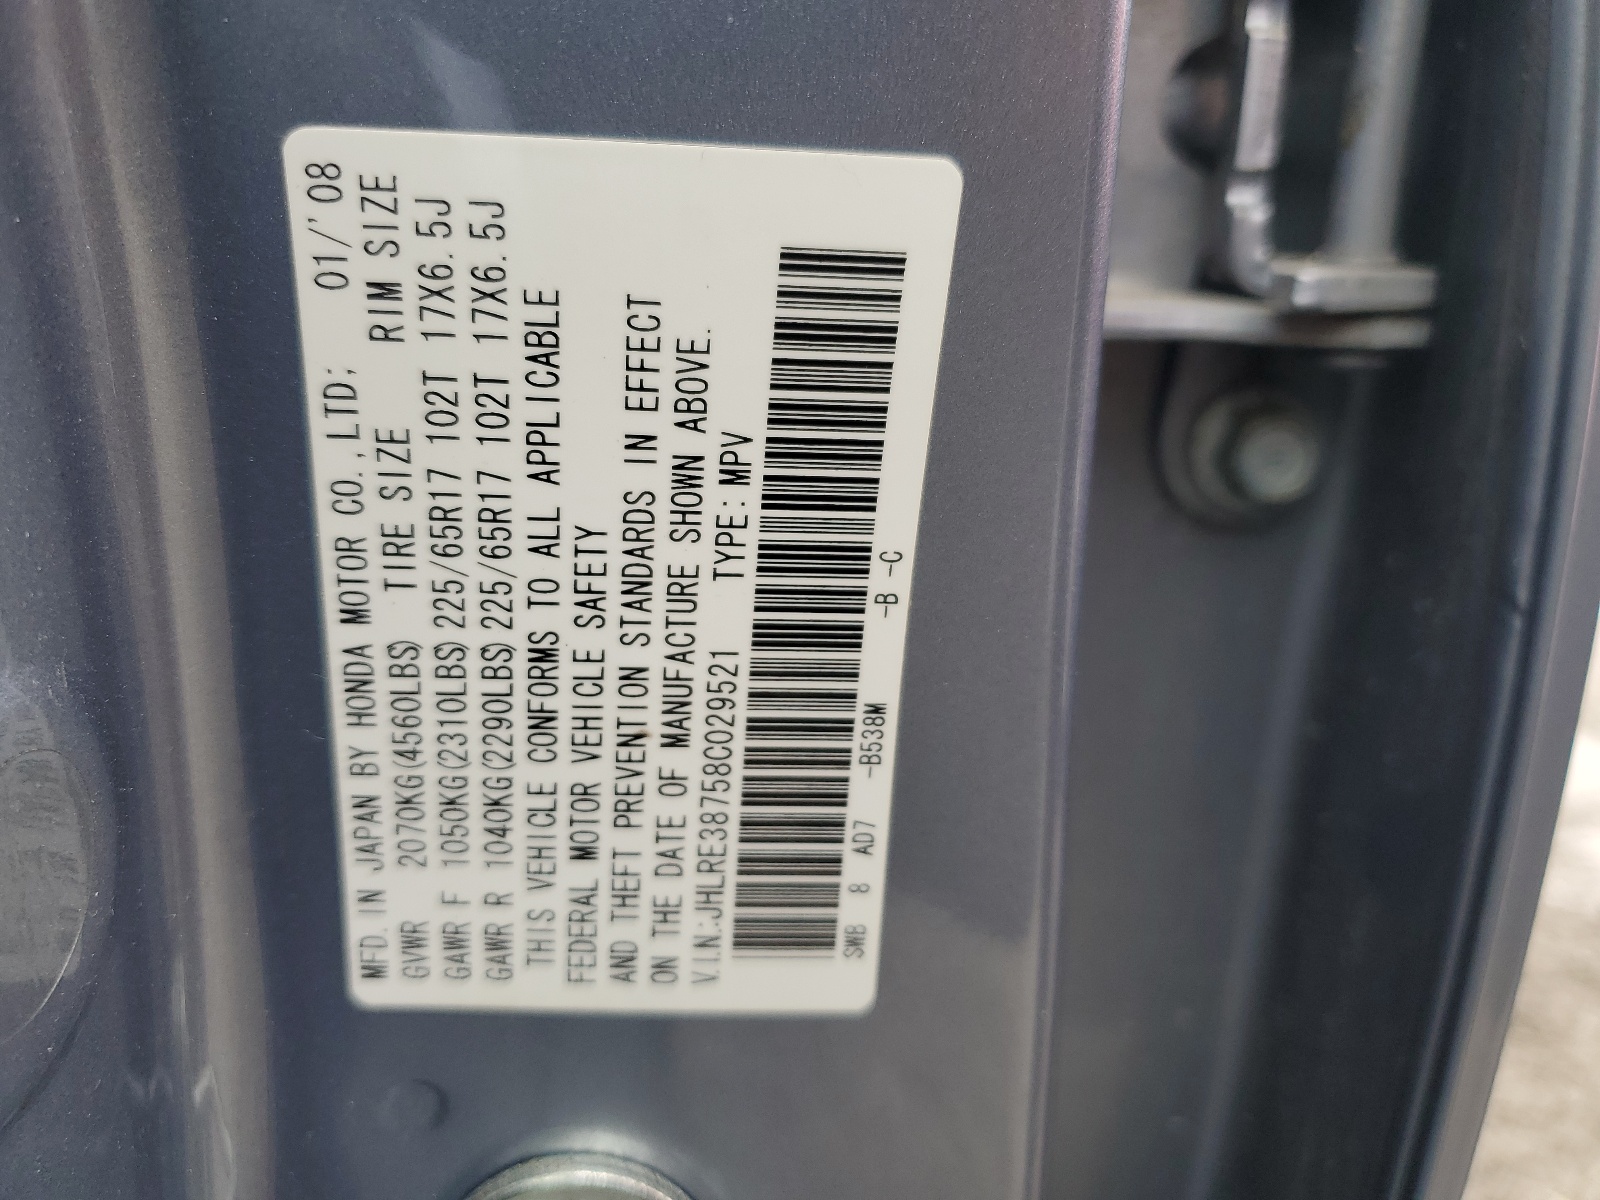 MFD. IN JAPAN BY HONDA MOTOR CO.,LTD; 01/'08
GVWR 2070KG(4560LBS) TIRE SIZE RIM SIZE
GAWR F 1050KG(2310LBS) 225/65R17 102T 17X6.5J
GAWR R 1040KG(2290LBS) 225/65R17 102T 17X6.5J
THIS VEHICLE CONFORMS TO ALL APPLICABLE
FEDERAL MOTOR VEHICLE SAFETY
AND THEFT PREVENTION STANDARDS IN EFFECT
ON THE DATE OF MANUFACTURE SHOWN ABOVE.
V.I.N.:JHLRE38758C029521 TYPE:MPV
SWB 8 AD7 -B538M -B -C